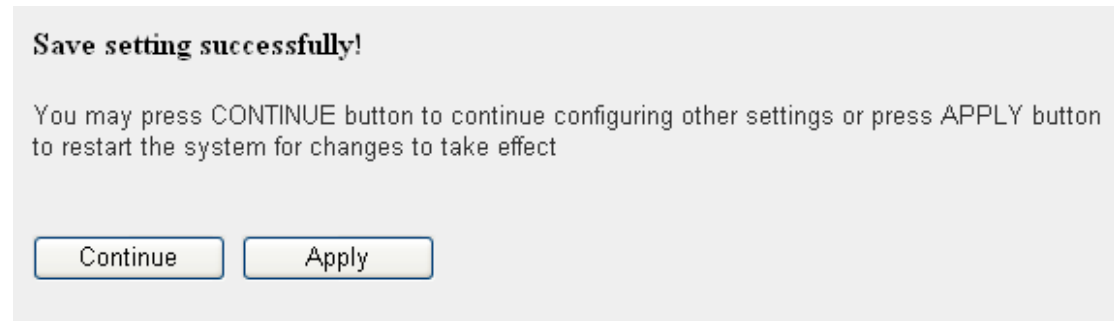 Save setting successfully!
You may press CONTINUE button to continue configuring other settings or press APPLY button
to restart the system for changes to take effect
Continue
Apply